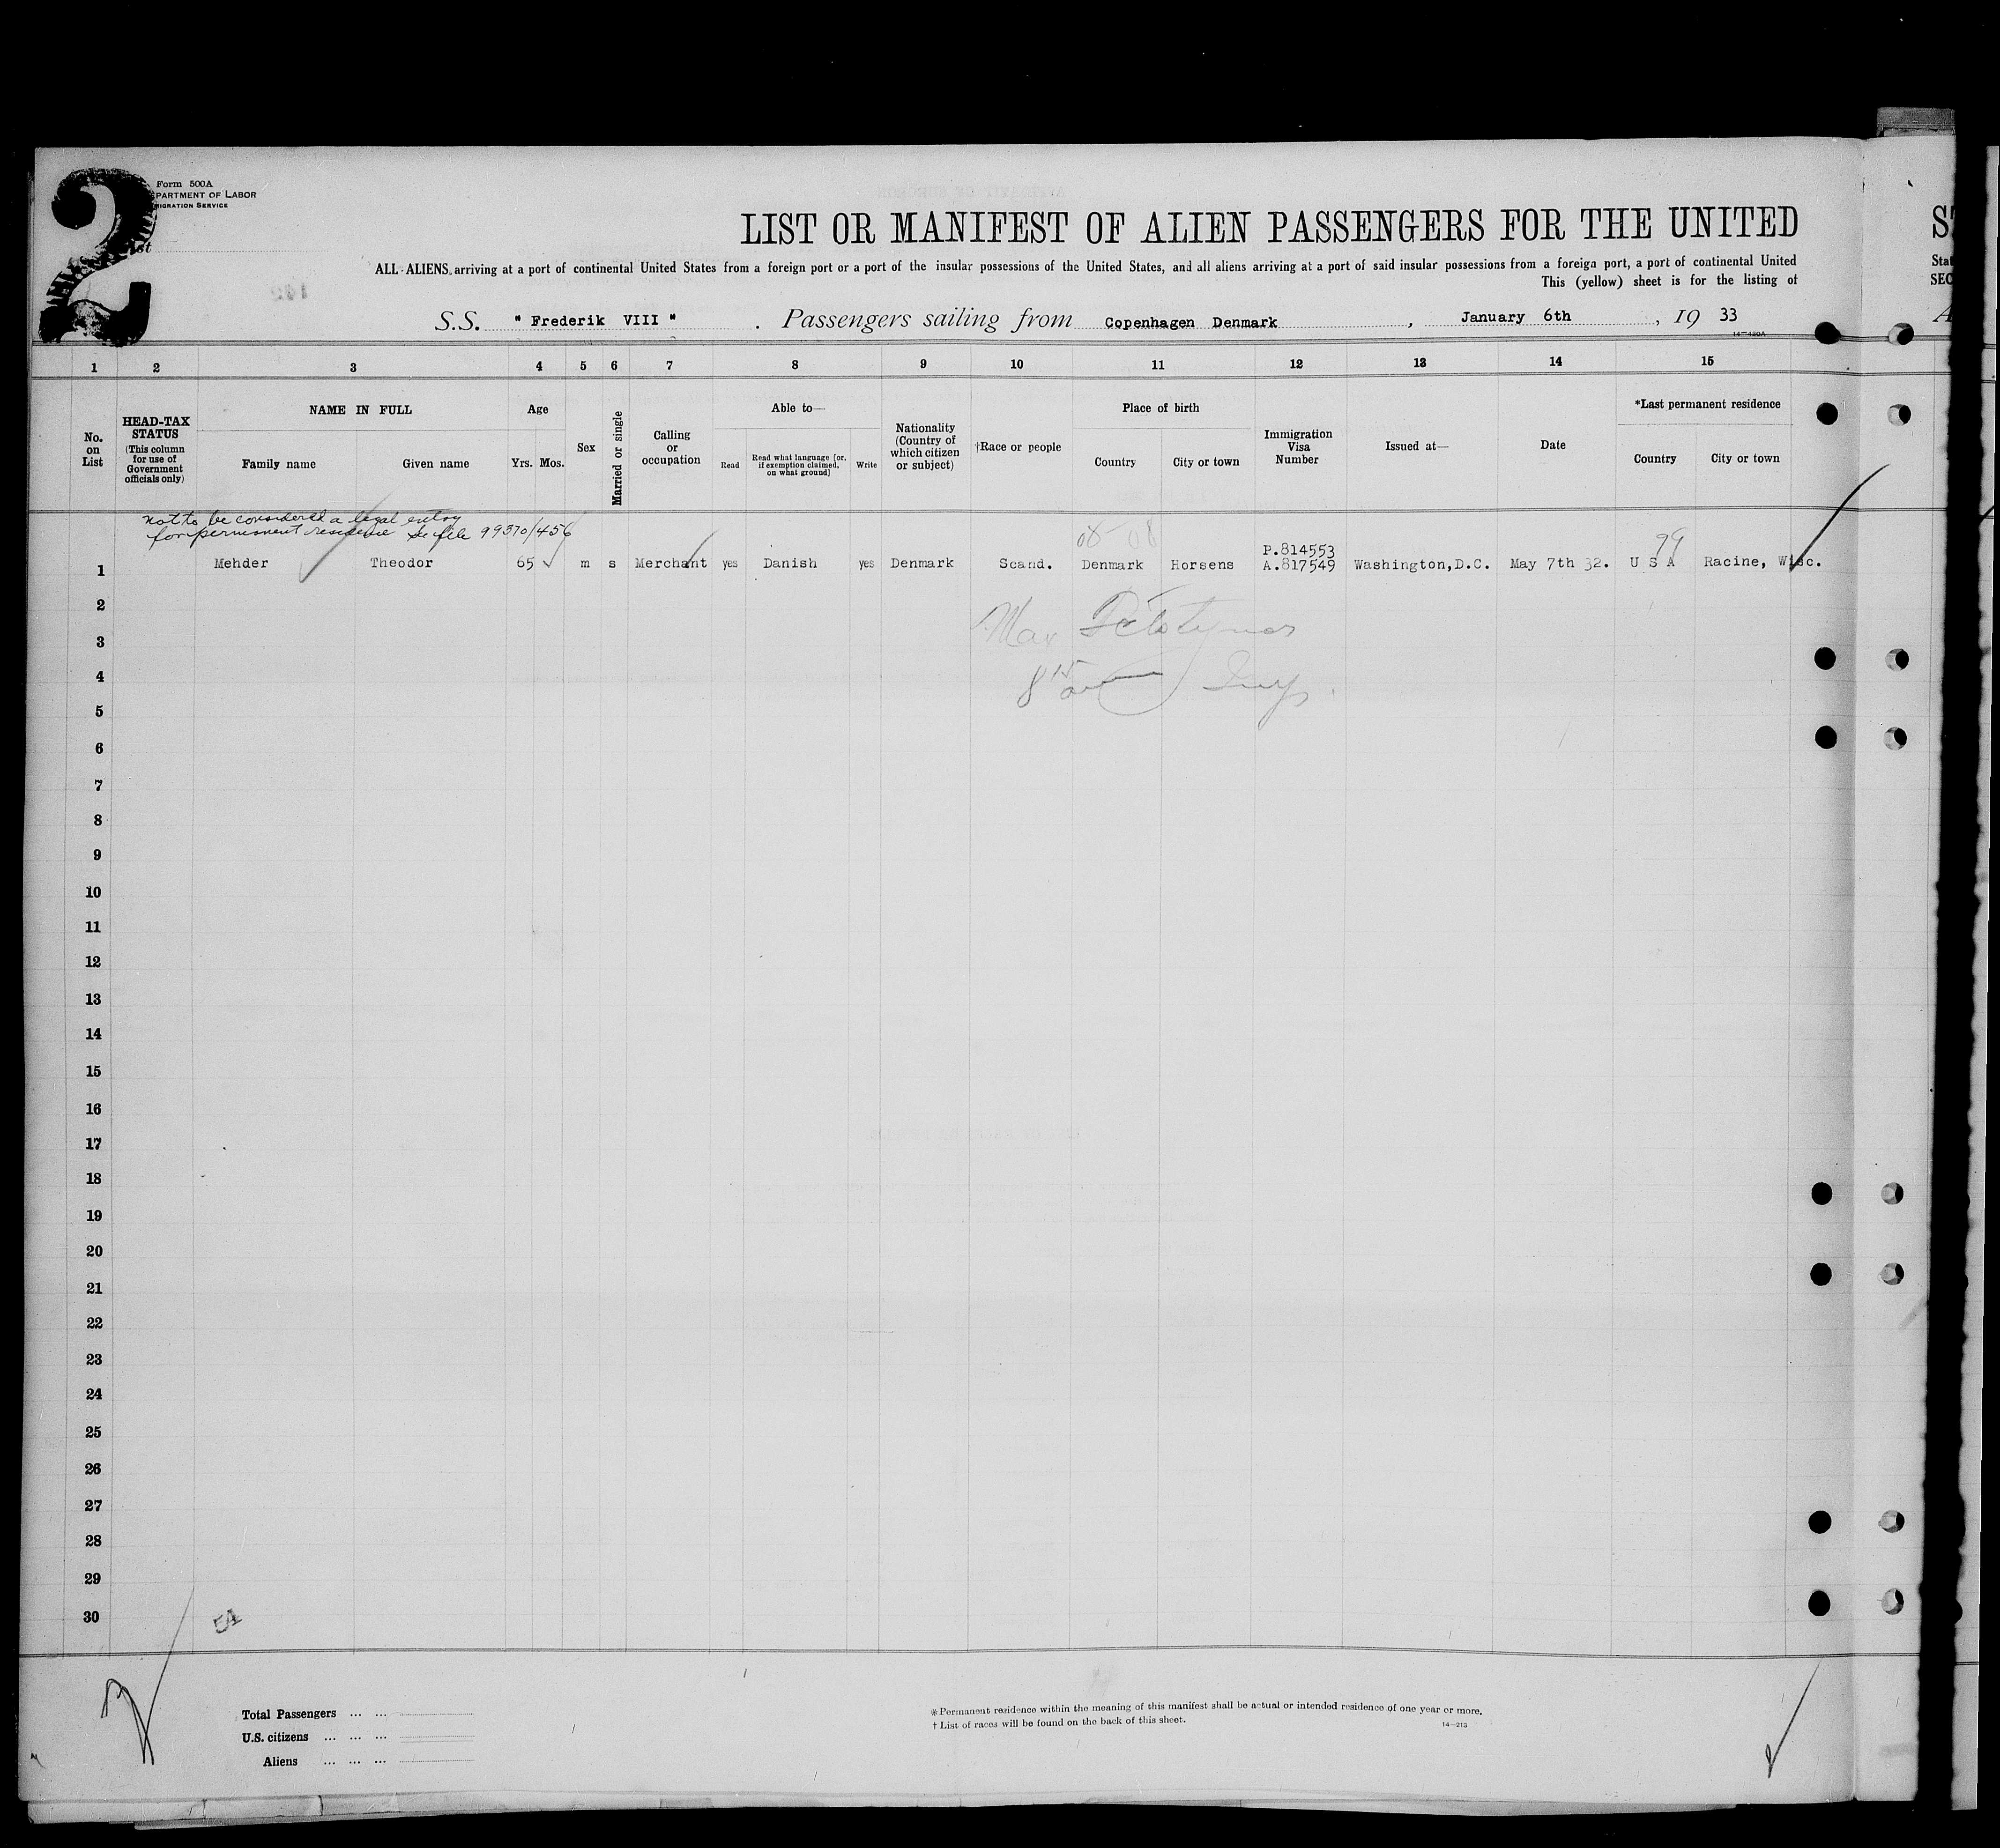 2
Form 500A
PARTMENT OF LABOR
MIGRATION SERVICE
ist
LIST OR MANIFEST OF ALIEN PASSENGERS FOR THE UNITED
ALL ALIENS arriving at a port of continental United States from a foreign port or a port of the insular possessions of the United States, and all aliens arriving at a port of said insular possessions from a foreign port, a port of continental United
This (yellow) sheet is for the listing of
S.S. " Frederik VIII " . Passengers sailing from Copenhagen Denmark , January 6th , 19 33
14—480A
1 2 3 4 5 6 7 8 9 10 11 12 13 14 15
No. on List
HEAD-TAX STATUS
(This column for use of Government officials only)
NAME IN FULL
Family name Given name
Age
Yrs. Mos.
Sex
Married or single
Calling or occupation
Able to—
Read
Read what language [or, if exemption claimed, on what ground]
Write
Nationality (Country of which citizen or subject)
†Race or people
Place of birth
Country City or town
Immigration Visa Number
Issued at—
Date
*Last permanent residence
Country City or town
not to be considered a legal entry
for permanent residence See file 99370/456
08 08
99
P.814553
1 Mehder Theodor 65 m s Merchant yes Danish yes Denmark Scand. Denmark Horsens A.817549 Washington,D.C. May 7th 32. U S A Racine, Wisc.
2
3
4
5
6
7
8
9
10
11
12
13
14
15
16
17
18
19
20
21
22
23
24
25
26
27
28
29
30
Total Passengers ... ...
U.S. citizens ... ... ...
Aliens ... ... ...
*Permanent residence within the meaning of this manifest shall be actual or intended residence of one year or more.
† List of races will be found on the back of this sheet.
14—213